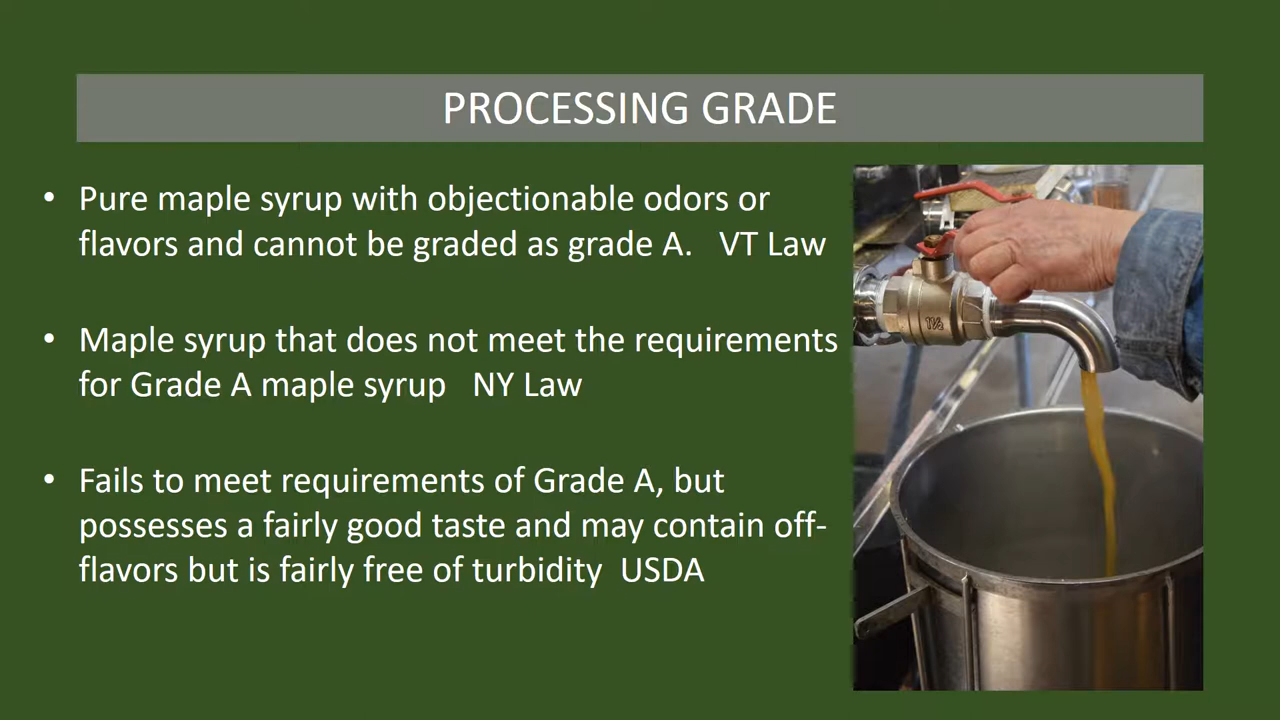 PROCESSING GRADE
• Pure maple syrup with objectionable odors or
flavors and cannot be graded as grade A. VT Law
• Maple syrup that does not meet the requirements
for Grade A maple syrup NY Law
• Fails to meet requirements of Grade A, but
possesses a fairly good taste and may contain off-
flavors but is fairly free of turbidity USDA
1½